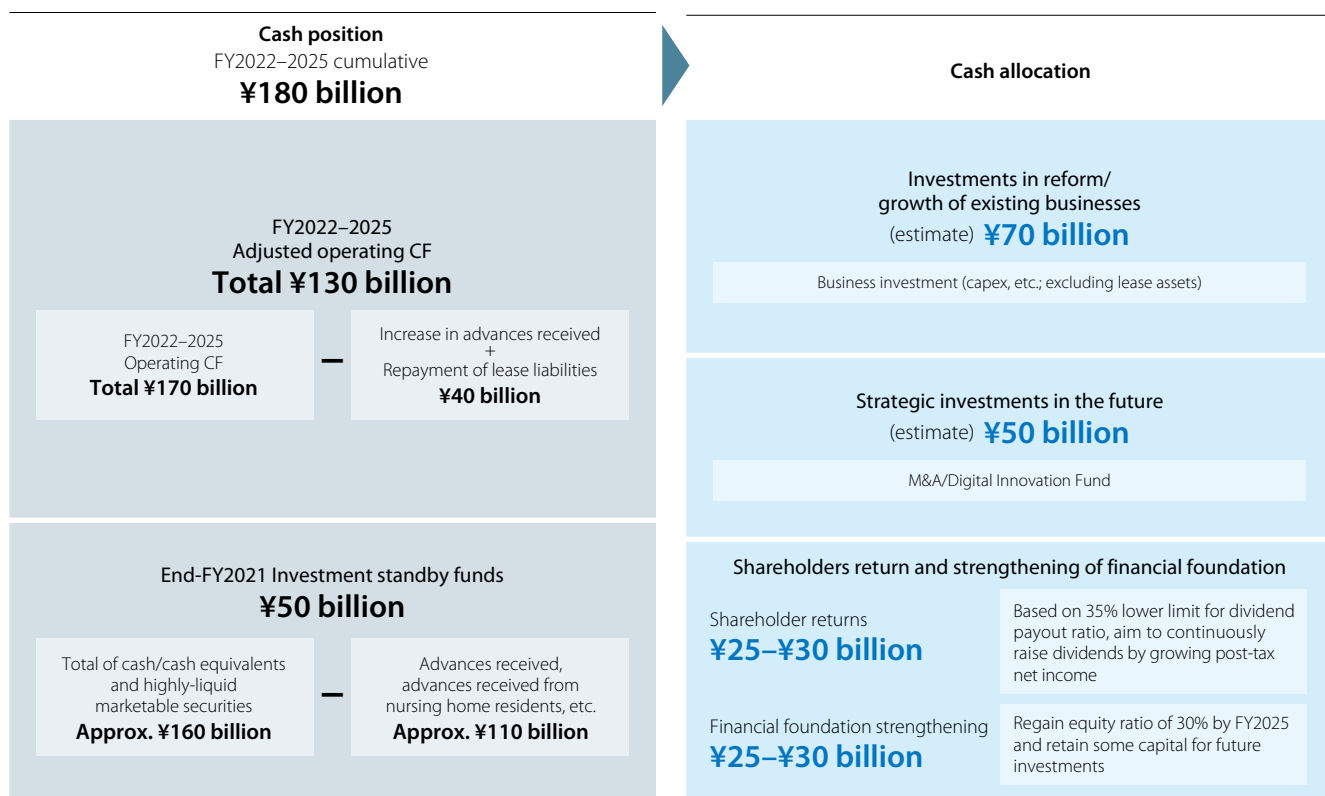 Cash position
FY2022–2025 cumulative
¥180 billion
FY2022–2025
Adjusted operating CF
Total ¥130 billion
FY2022–2025
Operating CF
Total ¥170 billion
–
Increase in advances received
+
Repayment of lease liabilities
¥40 billion
End-FY2021 Investment standby funds
¥50 billion
Total of cash/cash equivalents
and highly-liquid
marketable securities
Approx. ¥160 billion
–
Advances received,
advances received from
nursing home residents, etc.
Approx. ¥110 billion
Cash allocation
Investments in reform/
growth of existing businesses
(estimate) ¥70 billion
Business investment (capex, etc.; excluding lease assets)
Strategic investments in the future
(estimate) ¥50 billion
M&A/Digital Innovation Fund
Shareholders return and strengthening of financial foundation
Shareholder returns
¥25–¥30 billion
Based on 35% lower limit for dividend
payout ratio, aim to continuously
raise dividends by growing post-tax
net income
Financial foundation strengthening
¥25–¥30 billion
Regain equity ratio of 30% by FY2025
and retain some capital for future
investments